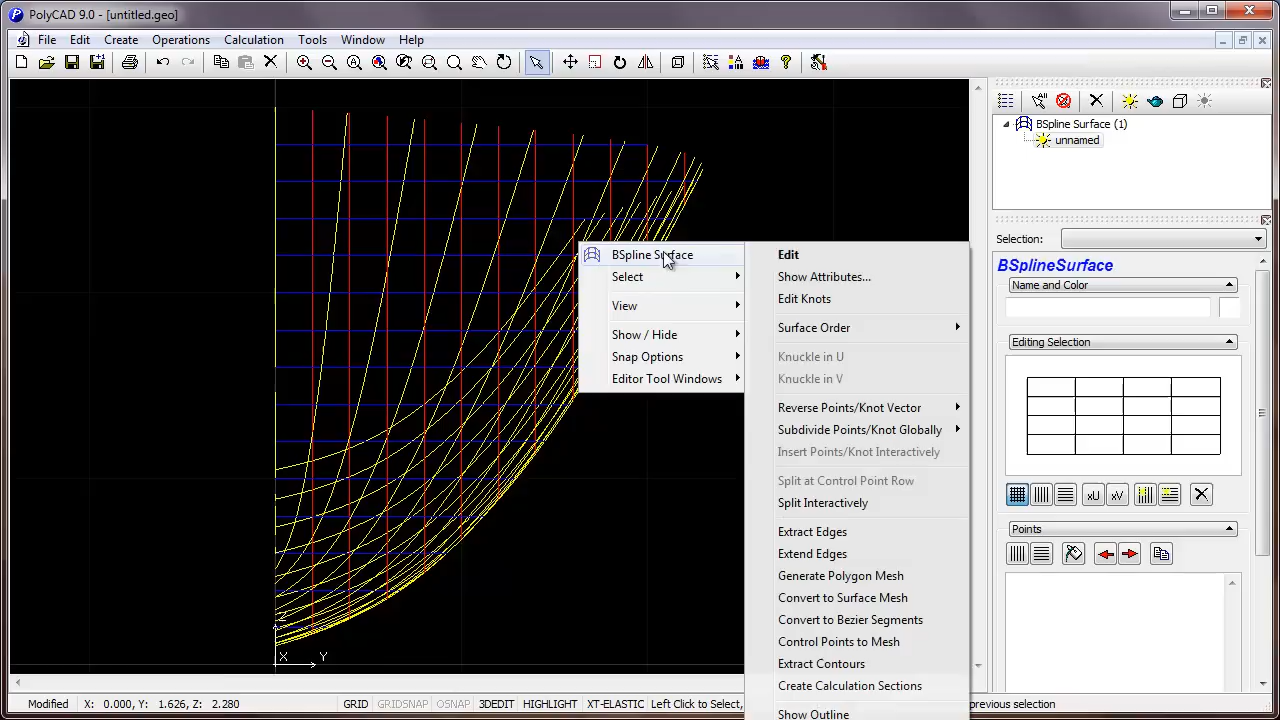 PolyCAD 9.0 - [untitled.geo]
File Edit Create Operations Calculation Tools Window Help
BSpline Surface (1)
unnamed
Selection:
BSplineSurface
Name and Color
Editing Selection
xU xV
Points
BSpline Surface
Select
View
Show / Hide
Snap Options
Editor Tool Windows
Edit
Show Attributes...
Edit Knots
Surface Order
Knuckle in U
Knuckle in V
Reverse Points/Knot Vector
Subdivide Points/Knot Globally
Insert Points/Knot Interactively
Split at Control Point Row
Split Interactively
Extract Edges
Extend Edges
Generate Polygon Mesh
Convert to Surface Mesh
Convert to Bezier Segments
Control Points to Mesh
Extract Contours
Create Calculation Sections
Show Outline
Z
X Y
Modified X: 0.000, Y: 1.626, Z: 2.280 GRID GRIDSNAP OSNAP 3DEDIT HIGHLIGHT XT-ELASTIC Left Click to Select, previous selection